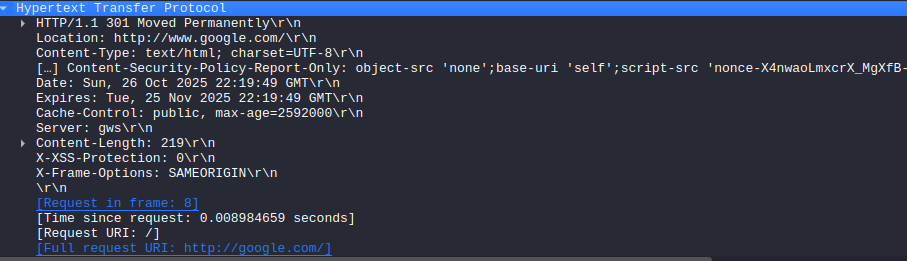 Hypertext Transfer Protocol
HTTP/1.1 301 Moved Permanently\r\n
Location: http://www.google.com/\r\n
Content-Type: text/html; charset=UTF-8\r\n
[…] Content-Security-Policy-Report-Only: object-src 'none';base-uri 'self';script-src 'nonce-X4nwaoLmxcrX_MgXfB-
Date: Sun, 26 Oct 2025 22:19:49 GMT\r\n
Expires: Tue, 25 Nov 2025 22:19:49 GMT\r\n
Cache-Control: public, max-age=2592000\r\n
Server: gws\r\n
Content-Length: 219\r\n
X-XSS-Protection: 0\r\n
X-Frame-Options: SAMEORIGIN\r\n
\r\n
[Request in frame: 8]
[Time since request: 0.008984659 seconds]
[Request URI: /]
[Full request URI: http://google.com/]